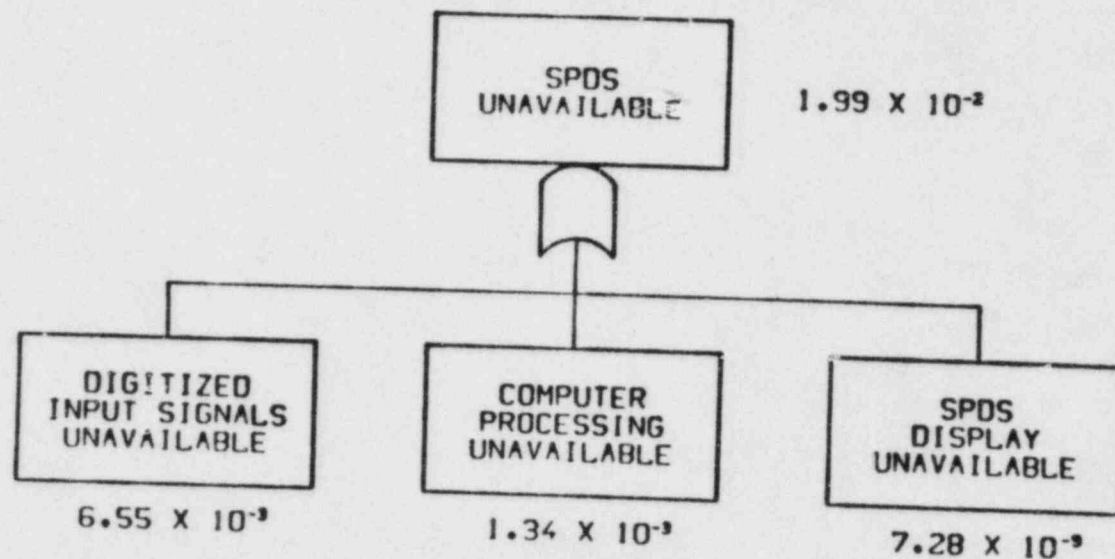 SPDS
UNAVAILABLE
1.99 X 10⁻²
DIGITIZED
INPUT SIGNALS
UNAVAILABLE
6.55 X 10⁻³
COMPUTER
PROCESSING
UNAVAILABLE
1.34 X 10⁻³
SPDS
DISPLAY
UNAVAILABLE
7.28 X 10⁻⁹